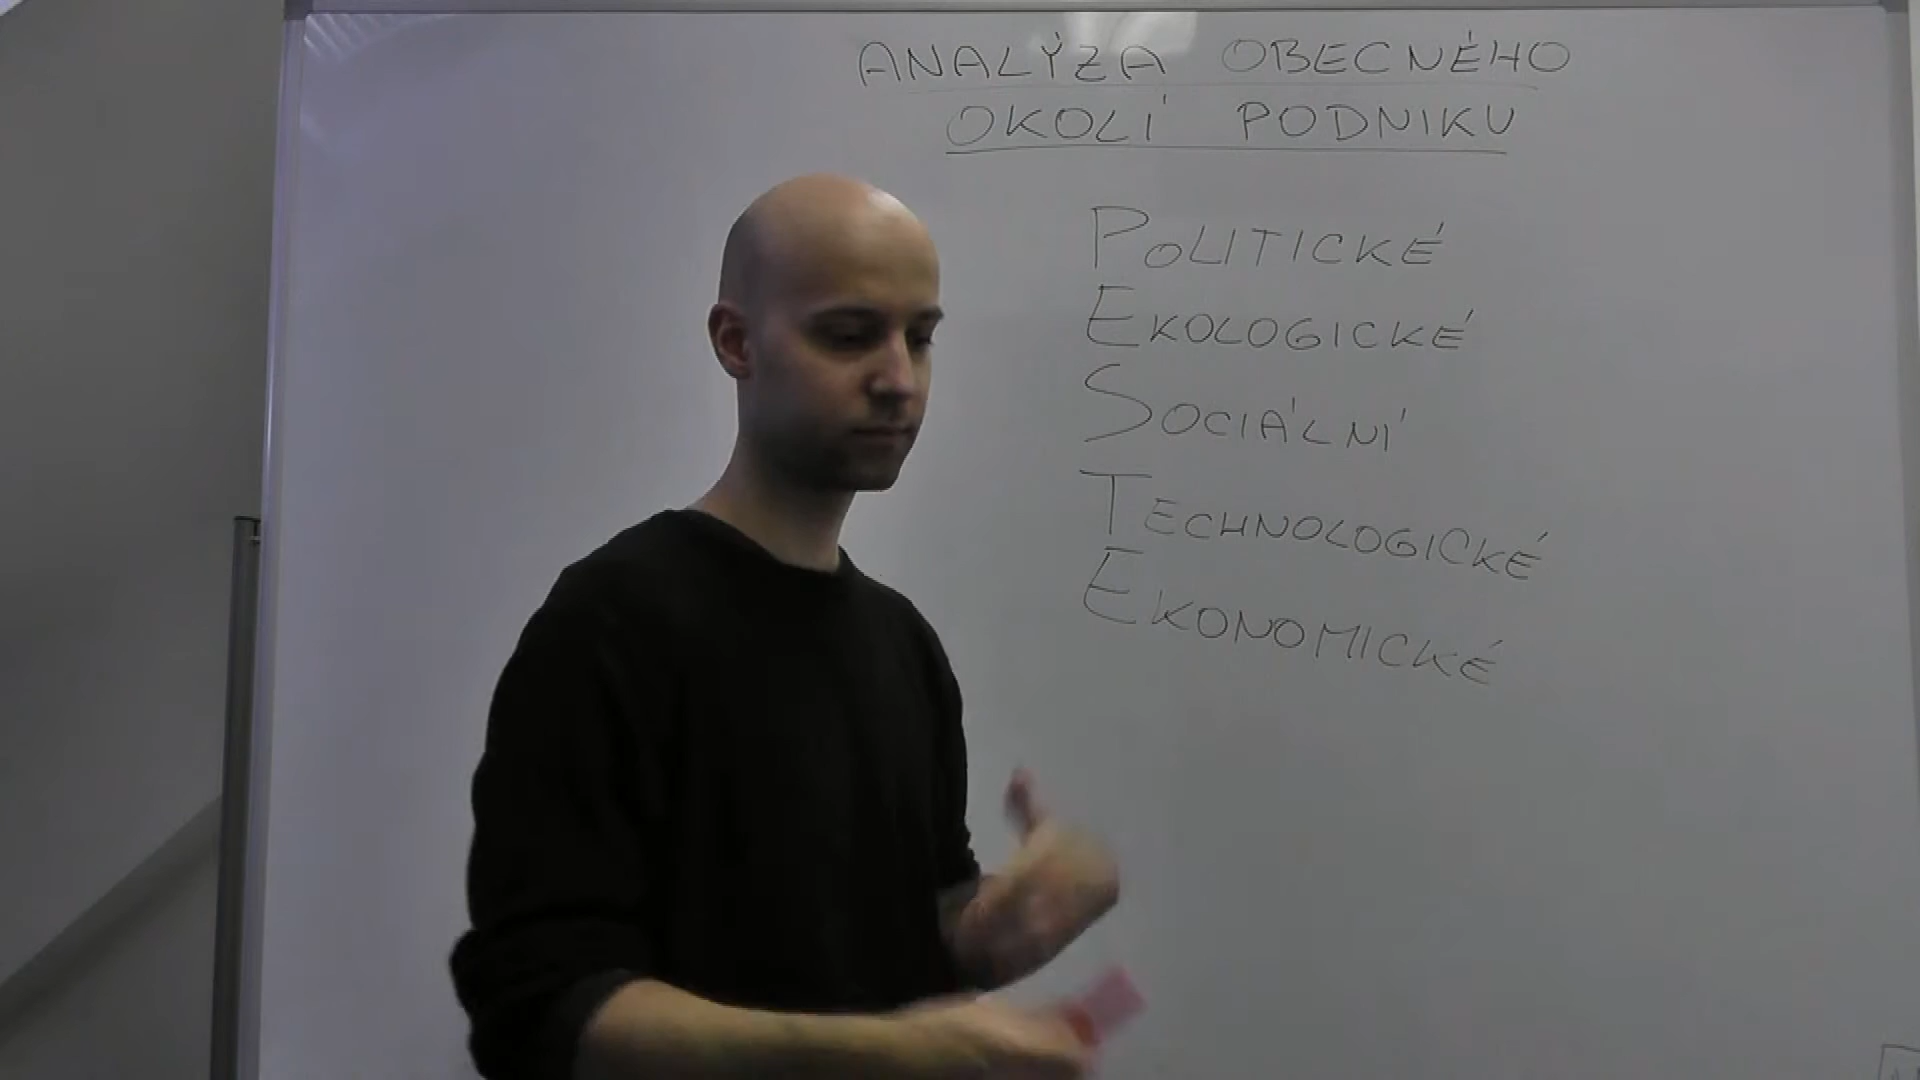 ANALÝZA OBECNÉHO
OKOLÍ PODNIKU
POLITICKÉ
EKOLOGICKÉ
SOCIÁLNÍ
TECHNOLOGICKÉ
EKONOMICKÉ